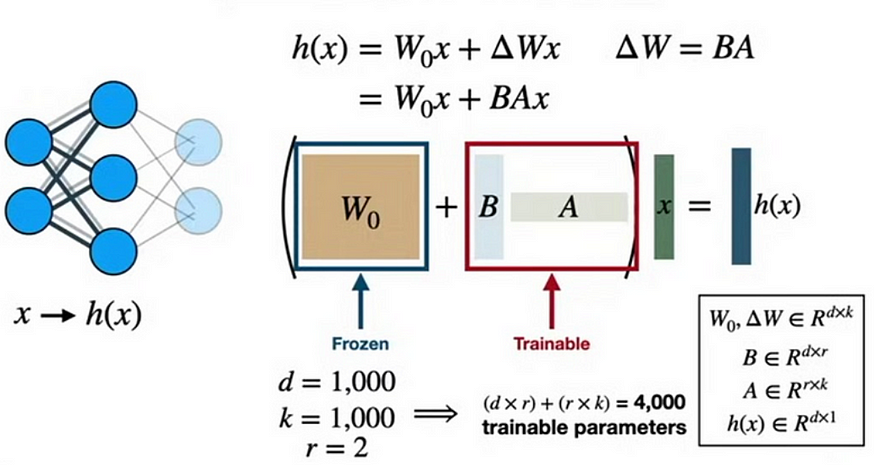 h(x) = W₀x + ΔWx    ΔW = BA
= W₀x + BAx
W₀ + B A x = h(x)
x → h(x)
Frozen
Trainable
d = 1,000
k = 1,000 ⟹
r = 2
(d × r) + (r × k) = 4,000
trainable parameters
W₀, ΔW ∈ R^{d×k}
B ∈ R^{d×r}
A ∈ R^{r×k}
h(x) ∈ R^{d×1}